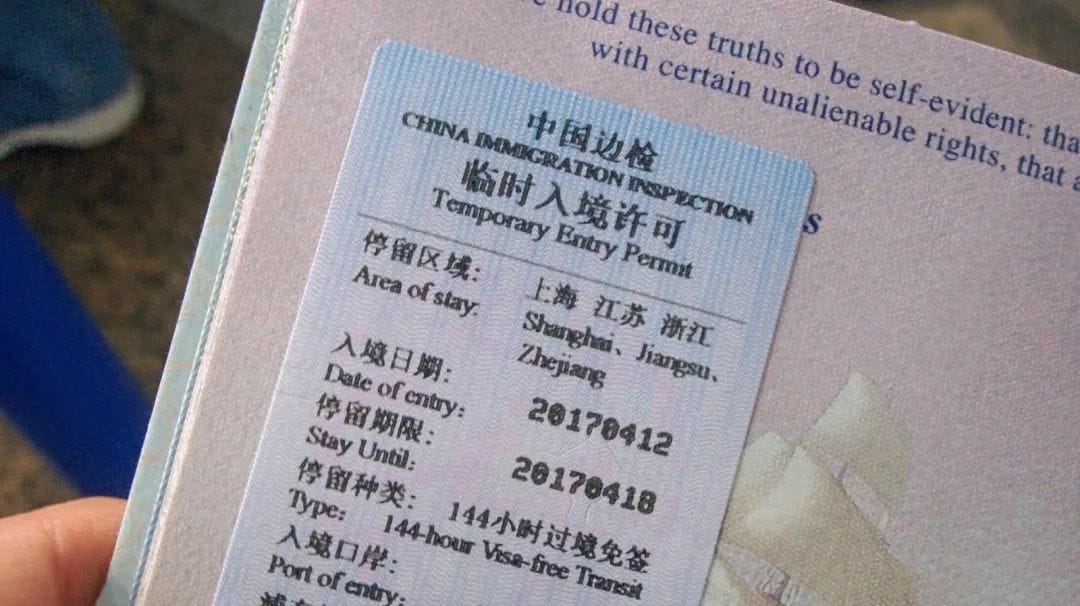 hold these truths to be self-evident: tha
with certain unalienable rights, that a
s
中国边检
CHINA IMMIGRATION INSPECTION
临时入境许可
Temporary Entry Permit
停留区域: 上海 江苏 浙江
Area of stay: Shanghai、Jiangsu、
Zhejiang
入境日期:
Date of entry: 20170412
停留期限:
Stay Until: 20170418
停留种类: 144小时过境免签
Type: 144-hour Visa-free Transit
入境口岸:
Port of entry: